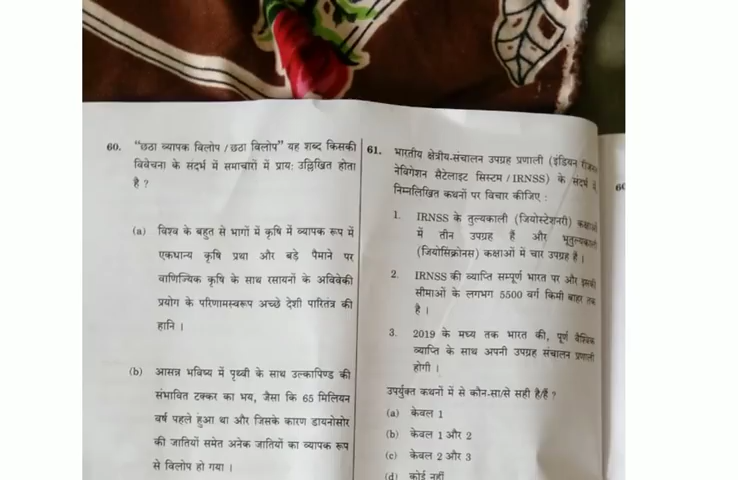 60. "छठा व्यापक विलोप / छठा विलोप" यह शब्द किसकी
विवेचना के संदर्भ में समाचारों में प्राय: उल्लिखित होता
है ?
(a) विश्व के बहुत से भागों में कृषि में व्यापक रूप में
एकधान्य कृषि प्रथा और बड़े पैमाने पर
वाणिज्यिक कृषि के साथ रसायनों के अविवेकी
प्रयोग के परिणामस्वरूप अच्छे देशी पारितंत्र की
हानि ।
(b) आसन्न भविष्य में पृथ्वी के साथ उल्कापिण्ड की
संभावित टक्कर का भय, जैसा कि 65 मिलियन
वर्ष पहले हुआ था और जिसके कारण डायनोसोर
की जातियों समेत अनेक जातियों का व्यापक रूप
से विलोप हो गया ।
61. भारतीय क्षेत्रीय-संचालन उपग्रह प्रणाली (इंडियन रीजनल
नेविगेशन सैटेलाइट सिस्टम / IRNSS) के संदर्भ में
निम्नलिखित कथनों पर विचार कीजिए :
1. IRNSS के तुल्यकाली (जियोस्टेशनरी) कक्षाओं
में तीन उपग्रह हैं और भूतुल्यकाली
(जियोसिंक्रोनस) कक्षाओं में चार उपग्रह हैं ।
2. IRNSS की व्याप्ति सम्पूर्ण भारत पर और इसकी
सीमाओं के लगभग 5500 वर्ग किमी बाहर तक
है ।
3. 2019 के मध्य तक भारत की, पूर्ण वैश्विक
व्याप्ति के साथ अपनी उपग्रह संचालन प्रणाली
होगी ।
उपर्युक्त कथनों में से कौन-सा/से सही है/हैं ?
(a) केवल 1
(b) केवल 1 और 2
(c) केवल 2 और 3
(d) कोई नहीं